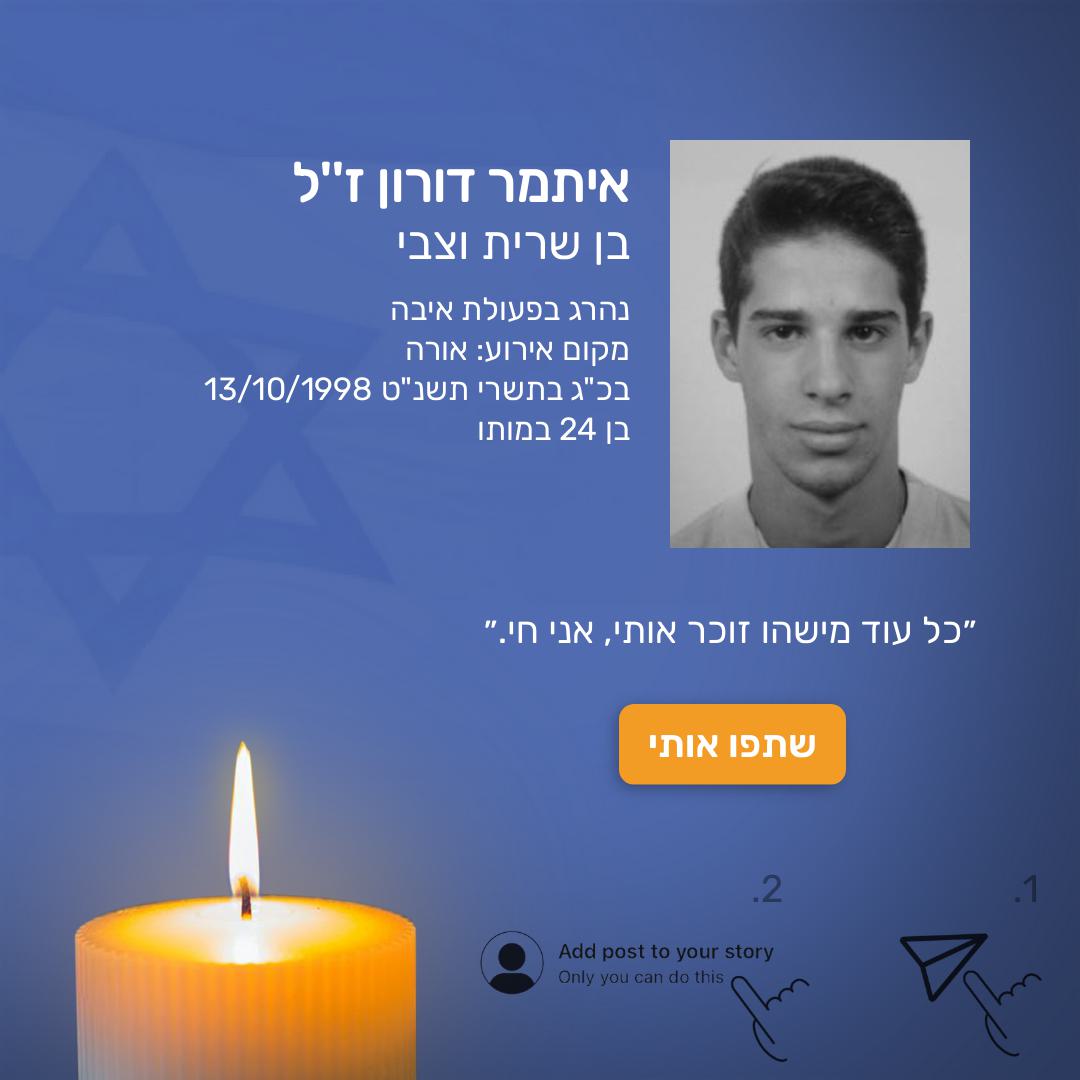 איתמר דורון ז"ל
בן שרית וצבי
נהרג בפעולת איבה
מקום אירוע: אורה
בכ"ג בתשרי תשנ"ט 13/10/1998
בן 24 במותו
״כל עוד מישהו זוכר אותי, אני חי.״
שתפו אותי
1.
2.
Add post to your story
Only you can do this